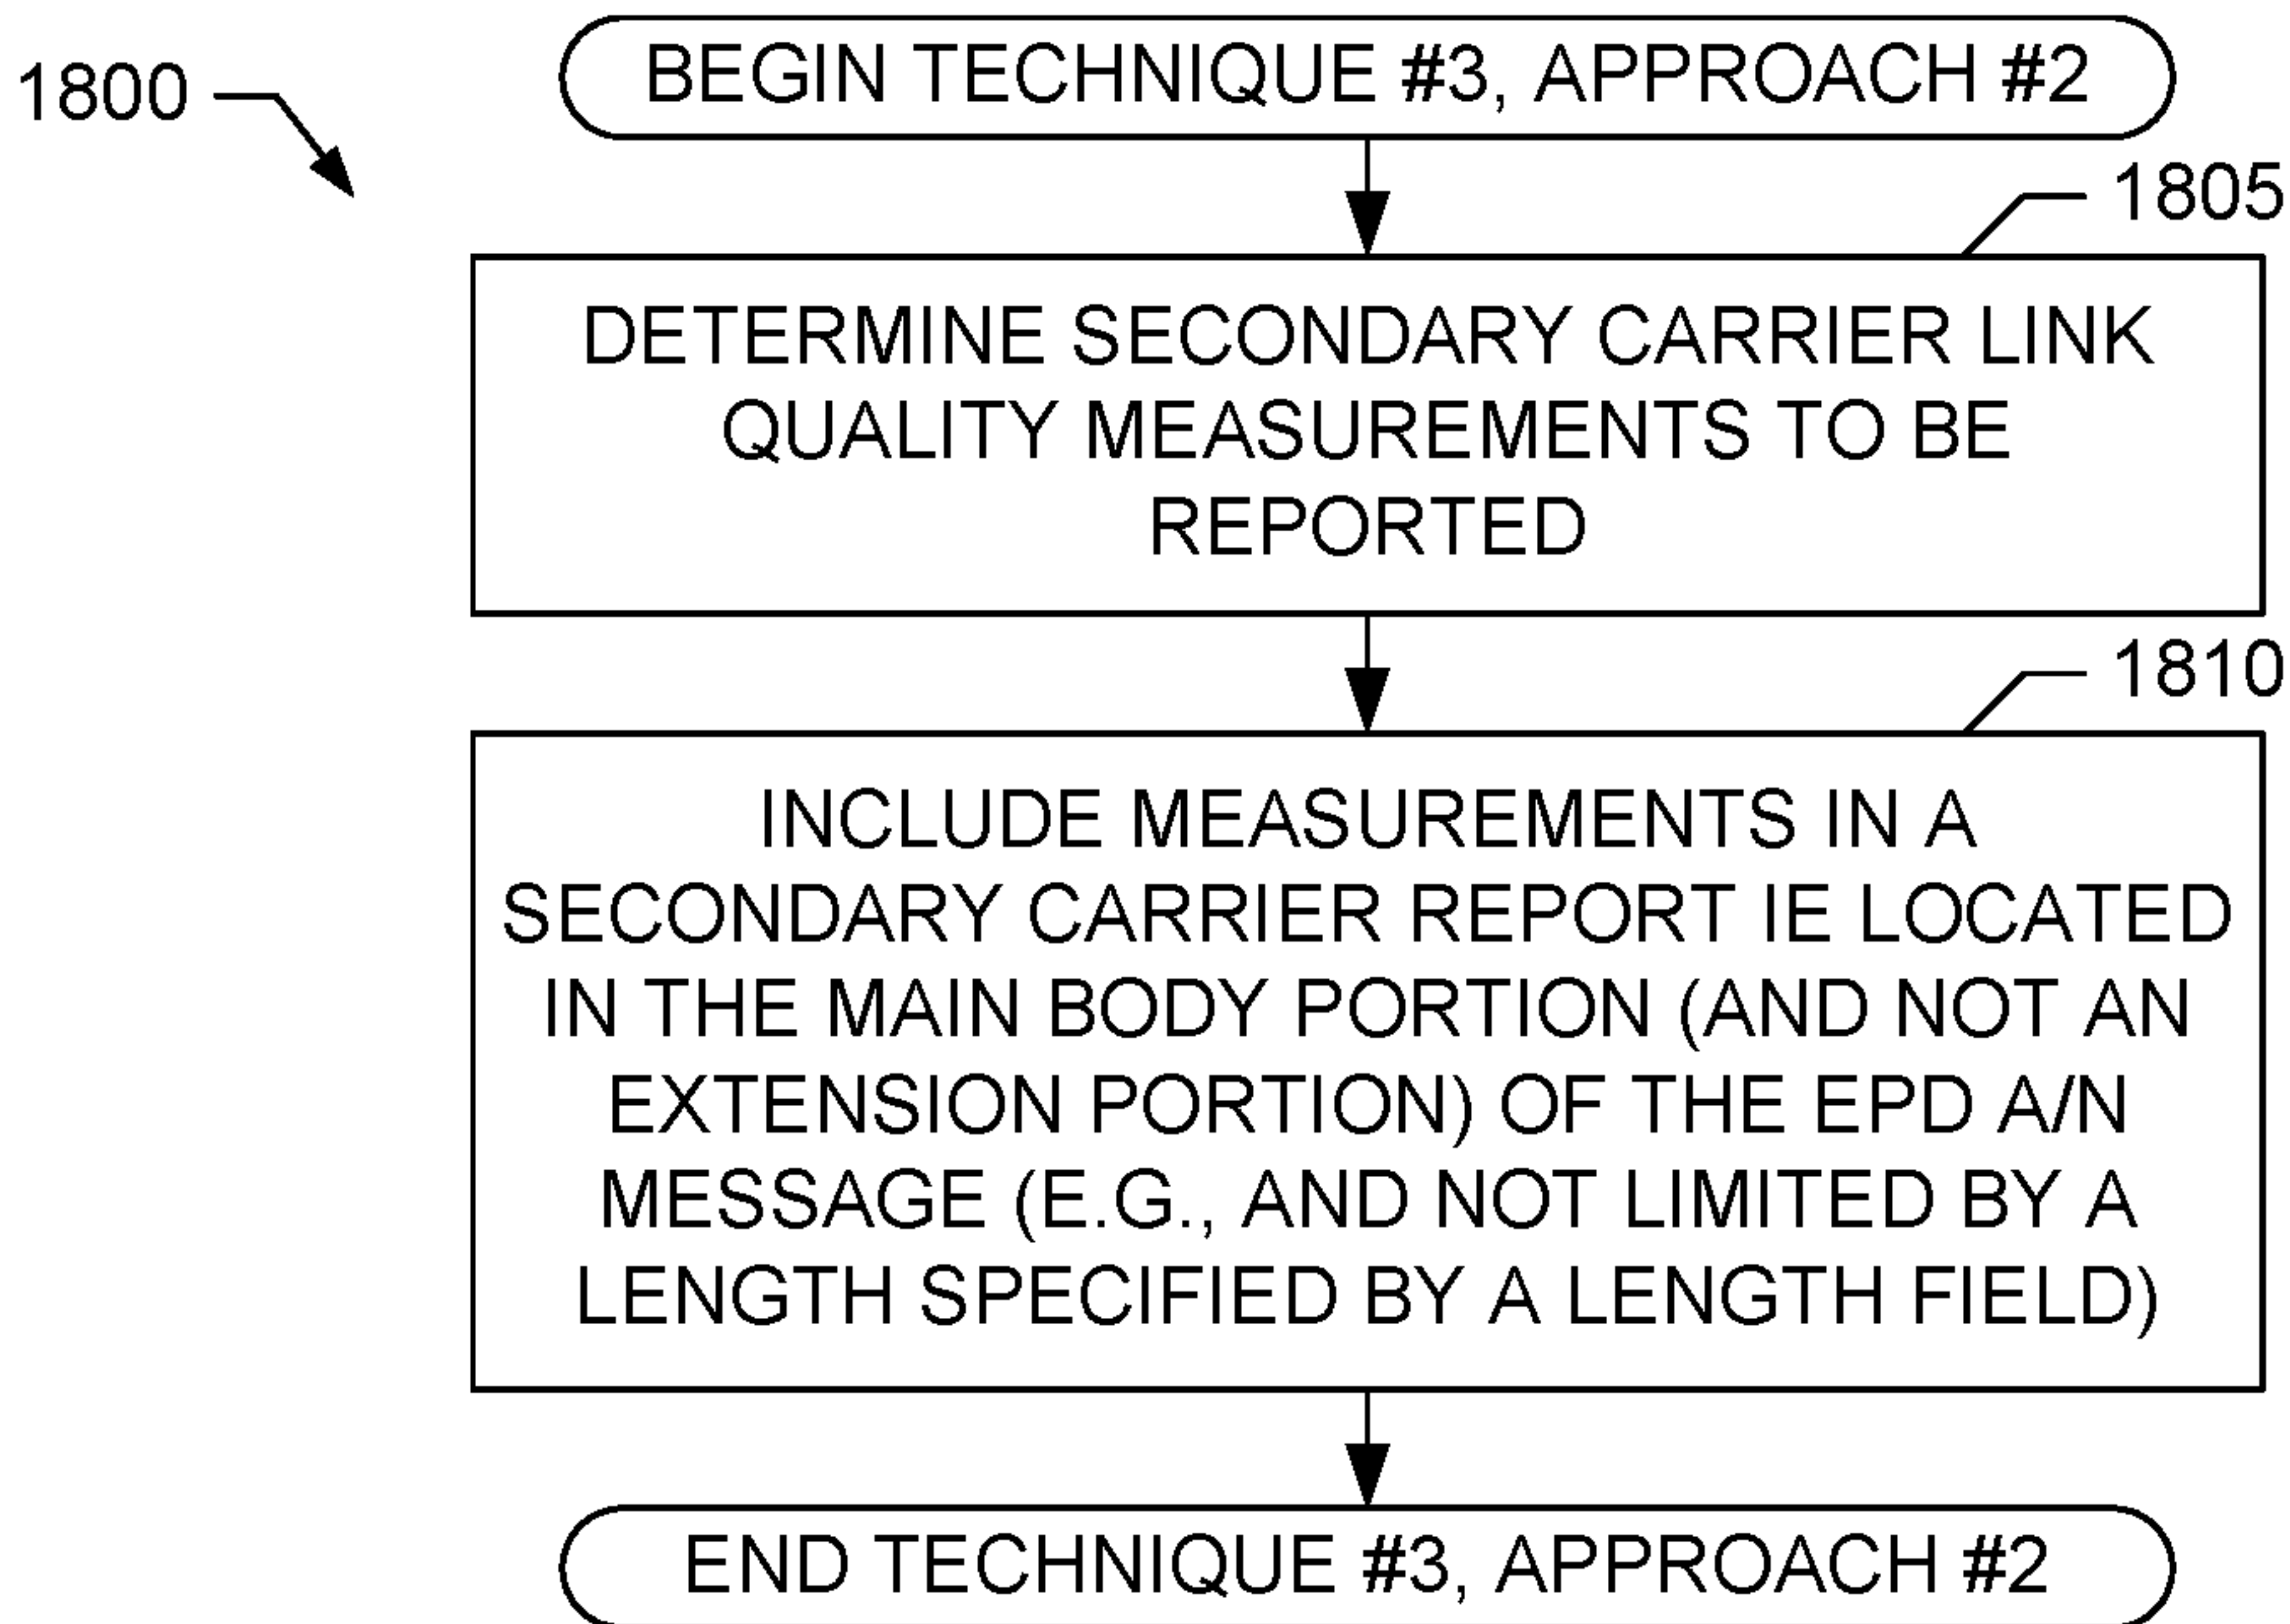 1800
BEGIN TECHNIQUE #3, APPROACH #2
1805
DETERMINE SECONDARY CARRIER LINK
QUALITY MEASUREMENTS TO BE
REPORTED
1810
INCLUDE MEASUREMENTS IN A
SECONDARY CARRIER REPORT IE LOCATED
IN THE MAIN BODY PORTION (AND NOT AN
EXTENSION PORTION) OF THE EPD A/N
MESSAGE (E.G., AND NOT LIMITED BY A
LENGTH SPECIFIED BY A LENGTH FIELD)
END TECHNIQUE #3, APPROACH #2